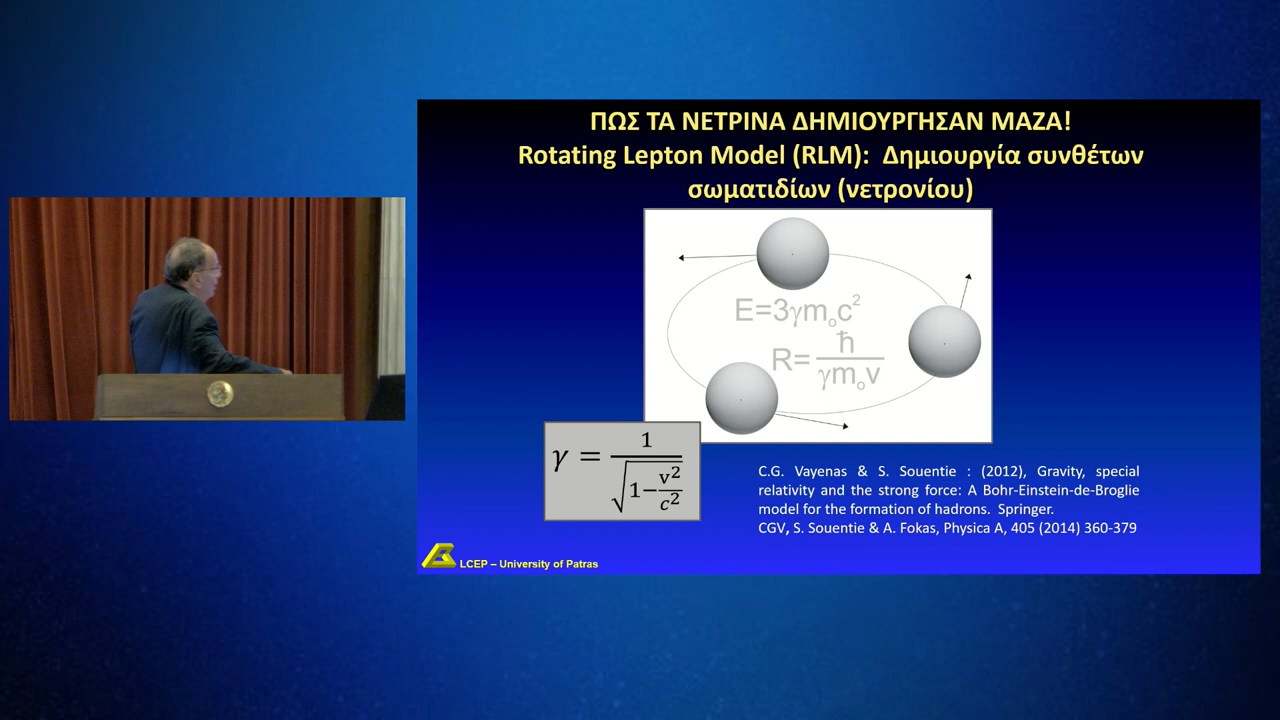 ΠΩΣ ΤΑ ΝΕΤΡΙΝΑ ΔΗΜΙΟΥΡΓΗΣΑΝ ΜΑΖΑ!
Rotating Lepton Model (RLM): Δημιουργία συνθέτων
σωματιδίων (νετρονίου)
E=3γmₒc²
R= ħ / γmₒv
γ = 1 / √(1−v²/c²)
C.G. Vayenas & S. Souentie : (2012), Gravity, special
relativity and the strong force: A Bohr-Einstein-de-Broglie
model for the formation of hadrons. Springer.
CGV, S. Souentie & A. Fokas, Physica A, 405 (2014) 360-379
LCEP – University of Patras